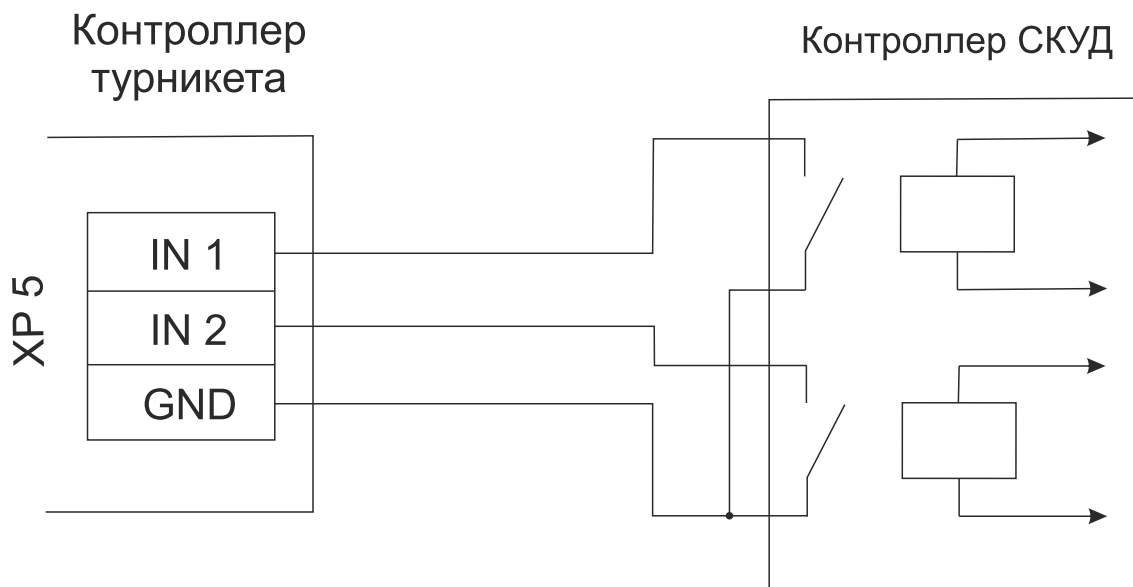 Контроллер
турникета
Контроллер СКУД
XP 5
IN 1
IN 2
GND